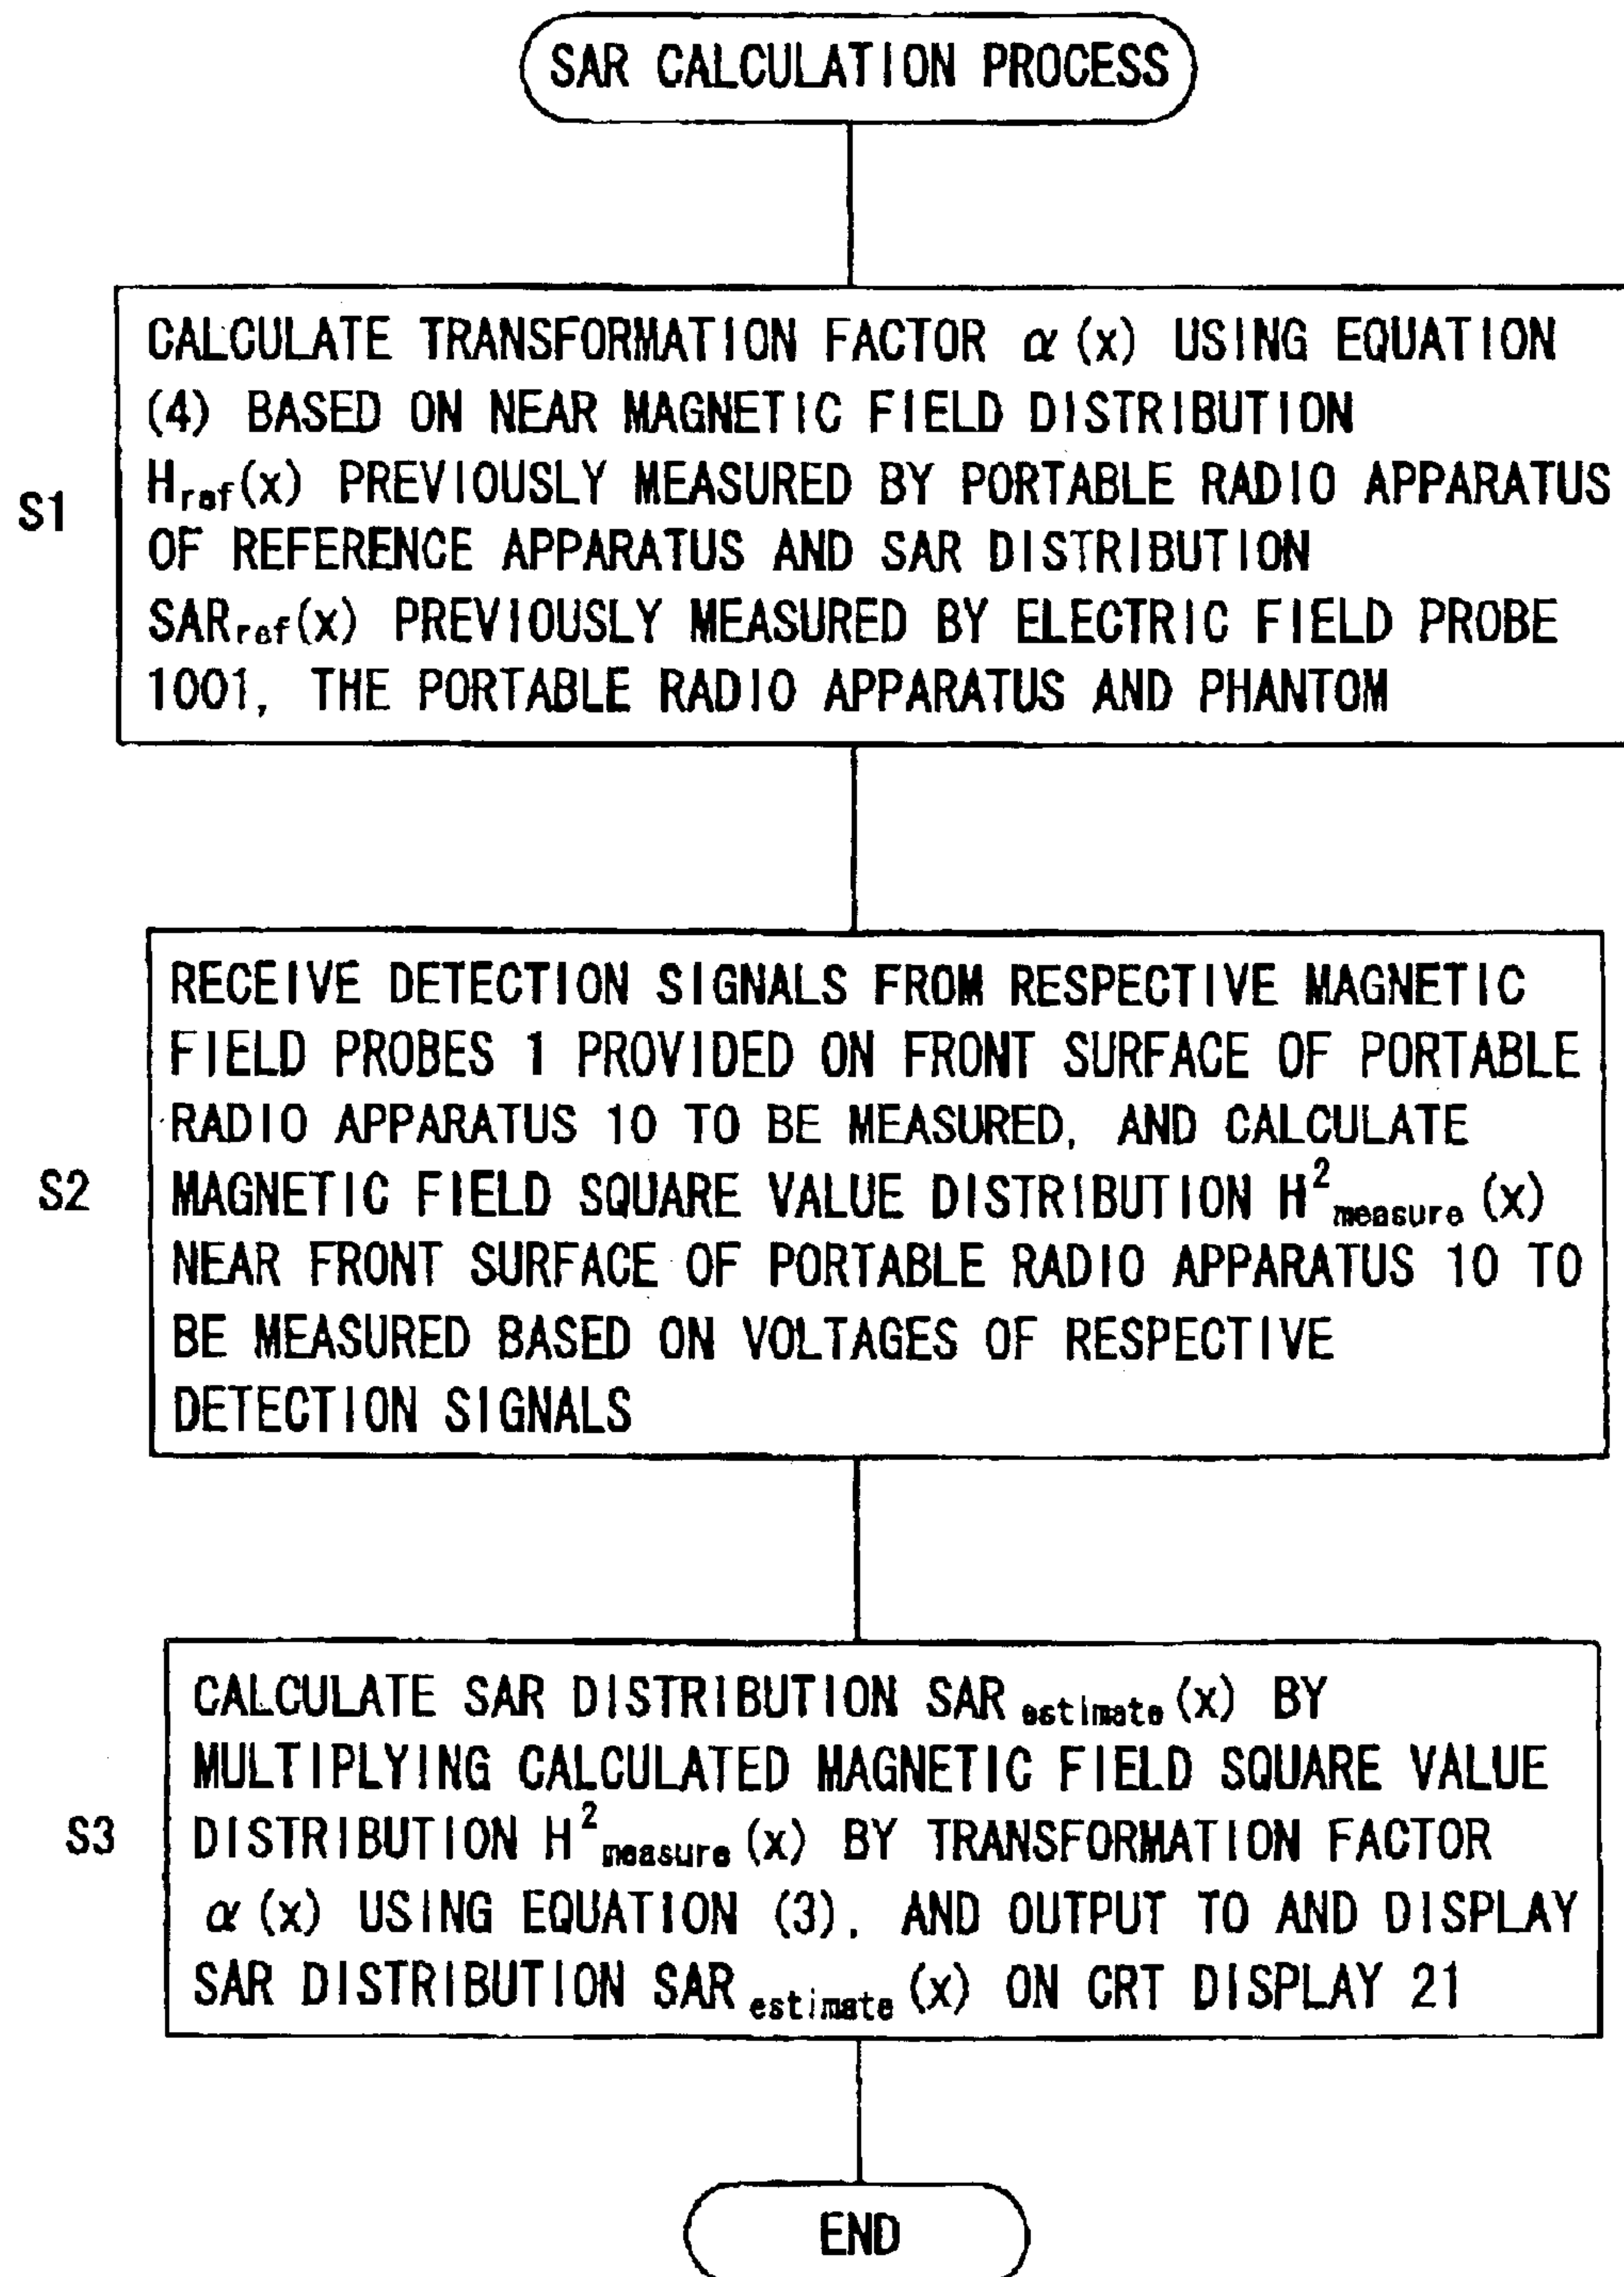 SAR CALCULATION PROCESS
S1
CALCULATE TRANSFORMATION FACTOR α(x) USING EQUATION
(4) BASED ON NEAR MAGNETIC FIELD DISTRIBUTION
H_ref(x) PREVIOUSLY MEASURED BY PORTABLE RADIO APPARATUS
OF REFERENCE APPARATUS AND SAR DISTRIBUTION
SAR_ref(x) PREVIOUSLY MEASURED BY ELECTRIC FIELD PROBE
1001, THE PORTABLE RADIO APPARATUS AND PHANTOM
S2
RECEIVE DETECTION SIGNALS FROM RESPECTIVE MAGNETIC
FIELD PROBES 1 PROVIDED ON FRONT SURFACE OF PORTABLE
RADIO APPARATUS 10 TO BE MEASURED, AND CALCULATE
MAGNETIC FIELD SQUARE VALUE DISTRIBUTION H²_measure(x)
NEAR FRONT SURFACE OF PORTABLE RADIO APPARATUS 10 TO
BE MEASURED BASED ON VOLTAGES OF RESPECTIVE
DETECTION SIGNALS
S3
CALCULATE SAR DISTRIBUTION SAR_estimate(x) BY
MULTIPLYING CALCULATED MAGNETIC FIELD SQUARE VALUE
DISTRIBUTION H²_measure(x) BY TRANSFORMATION FACTOR
α(x) USING EQUATION (3), AND OUTPUT TO AND DISPLAY
SAR DISTRIBUTION SAR_estimate(x) ON CRT DISPLAY 21
END